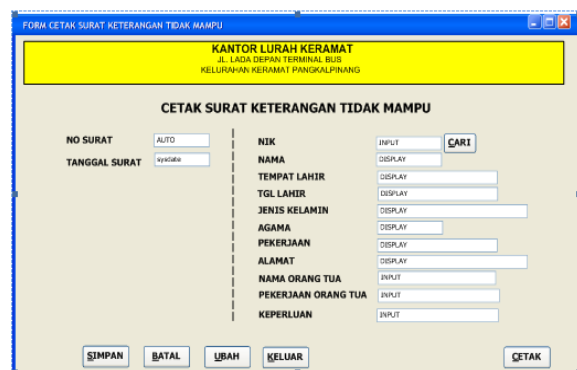 FORM CETAK SURAT KETERANGAN TIDAK MAMPU
KANTOR LURAH KERAMAT
JL. LADA DEPAN TERMINAL BUS
KELURAHAN KERAMAT PANGKALPINANG
CETAK SURAT KETERANGAN TIDAK MAMPU
NO SURAT AUTO
TANGGAL SURAT sysdate
NIK INPUT CARI
NAMA DISPLAY
TEMPAT LAHIR DISPLAY
TGL LAHIR DISPLAY
JENIS KELAMIN DISPLAY
AGAMA DISPLAY
PEKERJAAN DISPLAY
ALAMAT DISPLAY
NAMA ORANG TUA INPUT
PEKERJAAN ORANG TUA INPUT
KEPERLUAN INPUT
SIMPAN BATAL UBAH KELUAR CETAK